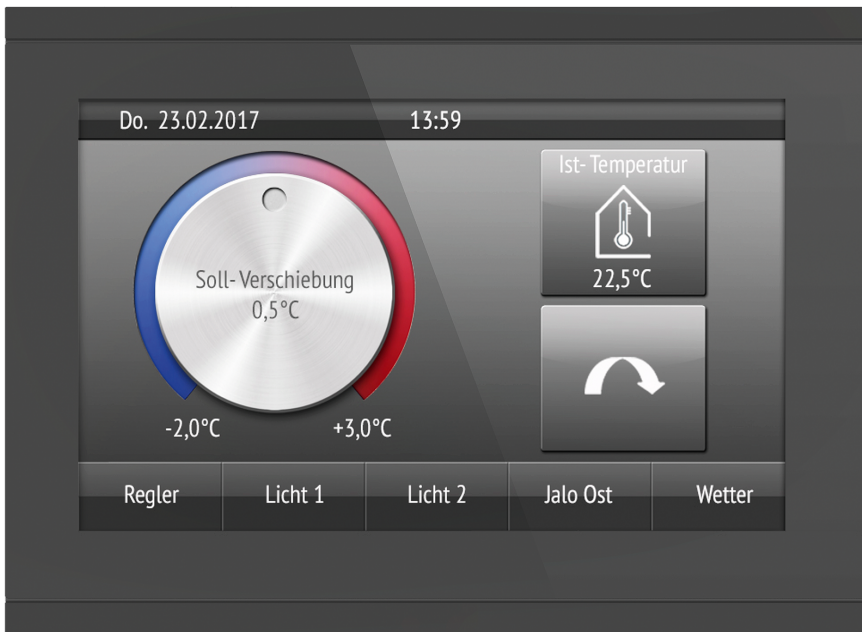 Do. 23.02.2017 13:59
Ist- Temperatur
22,5°C
Soll- Verschiebung
0,5°C
-2,0°C +3,0°C
Regler Licht 1 Licht 2 Jalo Ost Wetter